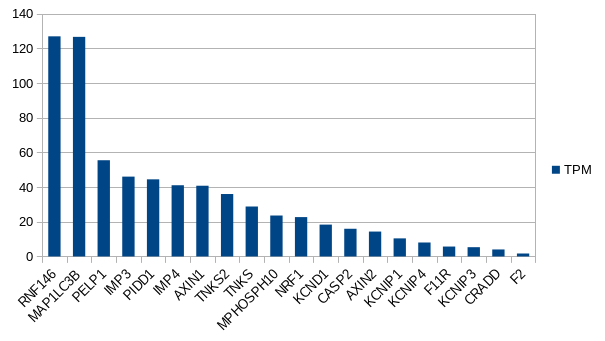 140
120
100
80
60
40
20
0
TPM
RNF146
MAP1LC3B
PELP1
IMP3
PIDD1
IMP4
AXIN1
TNKS2
TNKS
MPHOSPH10
NRF1
KCND1
CASP2
AXIN2
KCNIP1
KCNIP4
F11R
KCNIP3
CRADD
F2